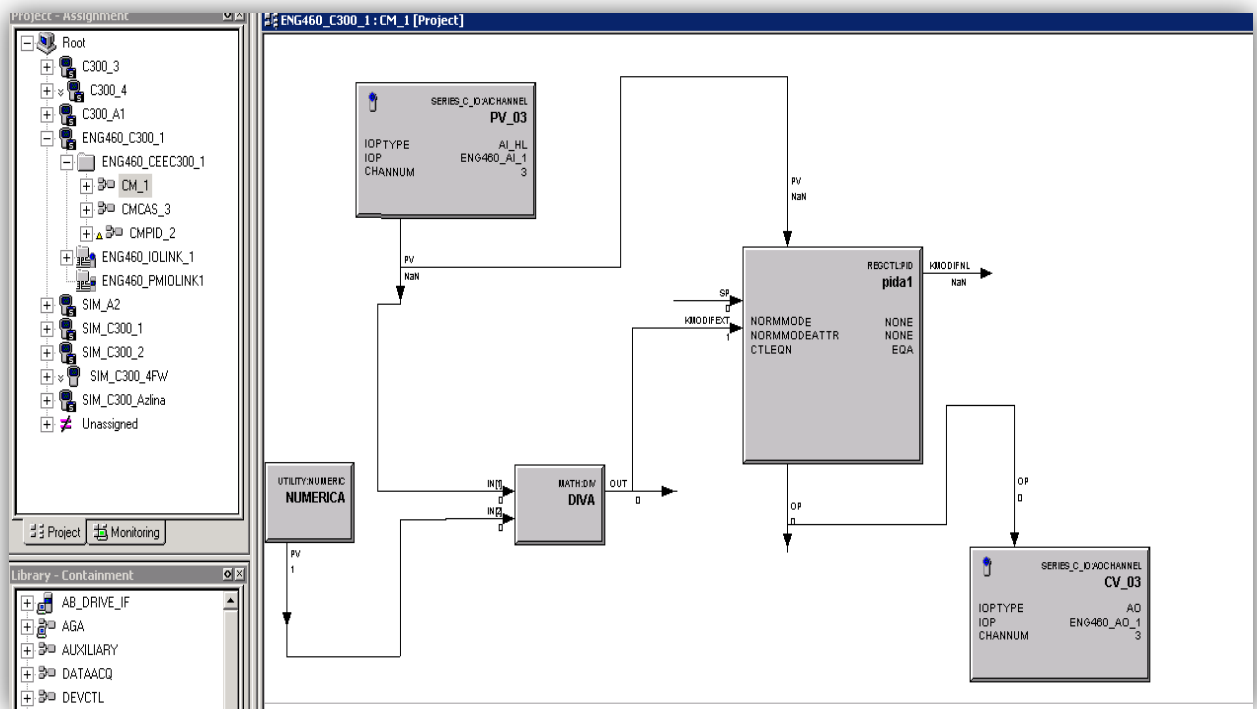 Project - Assignment
Root
C300_3
C300_4
C300_A1
ENG460_C300_1
ENG460_CEEC300_1
CM_1
CMCAS_3
CMPID_2
ENG460_IOLINK_1
ENG460_PMIOLINK1
SIM_A2
SIM_C300_1
SIM_C300_2
SIM_C300_4FW
SIM_C300_Azlina
Unassigned
Project Monitoring
Library - Containment
AB_DRIVE_IF
AGA
AUXILIARY
DATAACQ
DEVCTL
ENG460_C300_1 : CM_1 [Project]
SERIES_C_IO:AICHANNEL
PV_03
IOPTYPE AI_HL
IOP ENG460_AI_1
CHANNUM 3
PV
NaN
PV
NaN
REGCTL:PID
pida1
NORMMODE NONE
NORMMODEATTR NONE
CTLEQN EQA
SP
0
KMODIFEXT
1
KMODIFNL
NaN
UTILITY:NUMERIC
NUMERICA
PV
1
IN[1]
0
IN[2]
0
MATH:DIV
DIVA
OUT
0
OP
0
OP
0
SERIES_C_IO:AOCHANNEL
CV_03
IOPTYPE AO
IOP ENG460_AO_1
CHANNUM 3